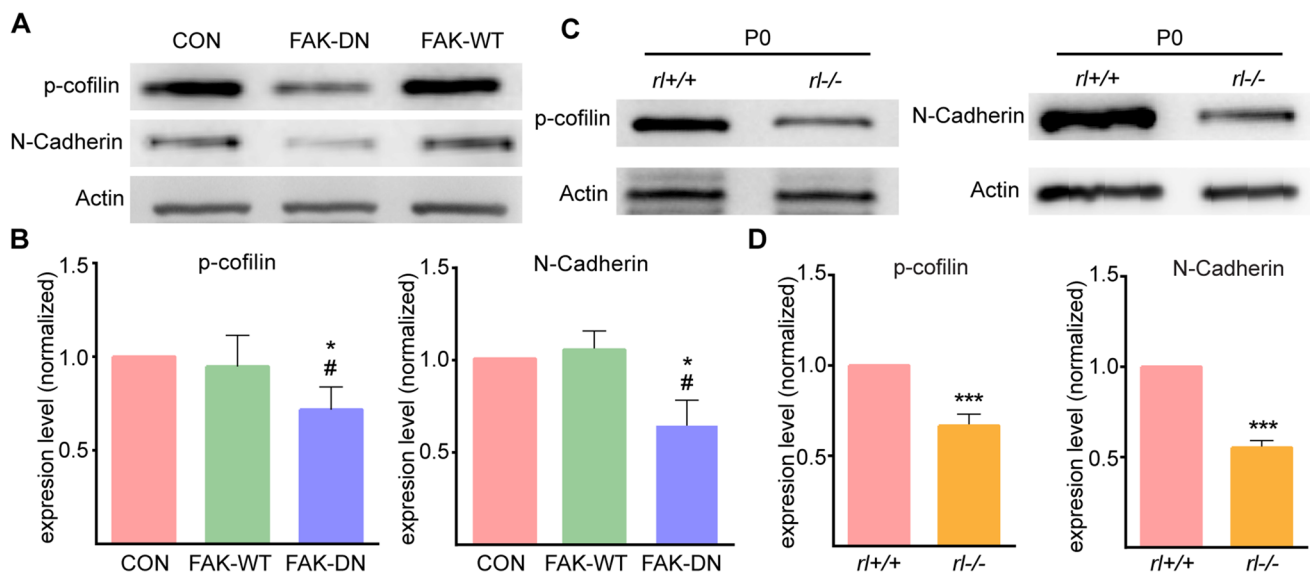 A
CON FAK-DN FAK-WT
p-cofilin
N-Cadherin
Actin
B
p-cofilin
expresion level (normalized)
1.5
1.0
0.5
*
#
CON FAK-WT FAK-DN
N-Cadherin
expresion level (normalized)
1.5
1.0
0.5
*
#
CON FAK-WT FAK-DN
C
P0
rl+/+ rl-/-
p-cofilin
Actin
P0
rl+/+ rl-/-
N-Cadherin
Actin
D
p-cofilin
expresion level (normalized)
1.5
1.0
0.5
***
rl+/+ rl-/-
N-Cadherin
expresion level (normalized)
1.5
1.0
0.5
***
rl+/+ rl-/-